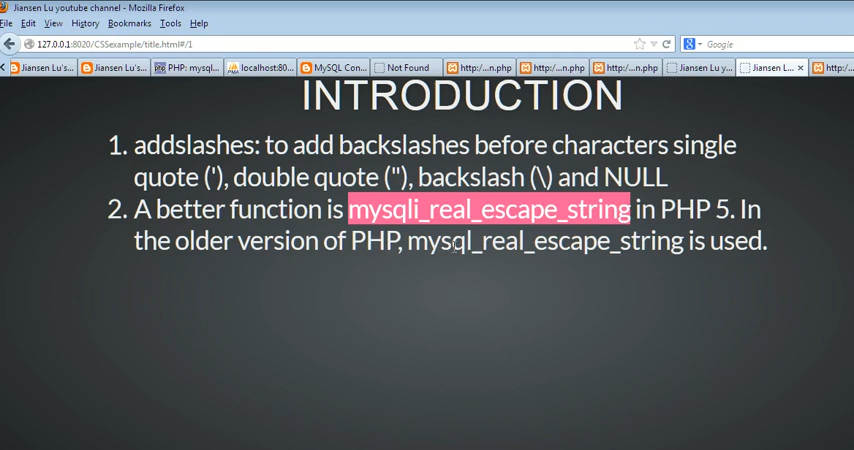 Jiansen Lu youtube channel - Mozilla Firefox
File Edit View History Bookmarks Tools Help
127.0.0.1:8020/CSSexample/title.html#/1 Google
Jiansen Lu's... Jiansen Lu's... PHP: mysql... localhost:80... MySQL Con... Not Found http:/...n.php http:/...n.php http:/...n.php Jiansen Lu y... Jiansen L... http:/...
INTRODUCTION
1. addslashes: to add backslashes before characters single
quote ('), double quote ("), backslash (\) and NULL
2. A better function is mysqli_real_escape_string in PHP 5. In
the older version of PHP, mysql_real_escape_string is used.